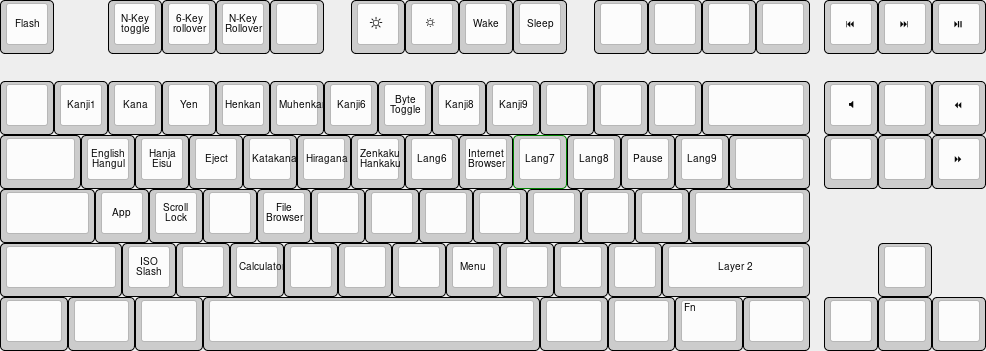 Flash
N-Key
toggle
6-Key
rollover
N-Key
Rollover
Wake
Sleep
Kanji1
Kana
Yen
Henkan
Muhenka
Kanji6
Byte
Toggle
Kanji8
Kanji9
English
Hangul
Hanja
Eisu
Eject
Katakana
Hiragana
Zenkaku
Hankaku
Lang6
Internet
Browser
Lang7
Lang8
Pause
Lang9
App
Scroll
Lock
File
Browser
ISO
Slash
Calculato
Menu
Layer 2
Fn